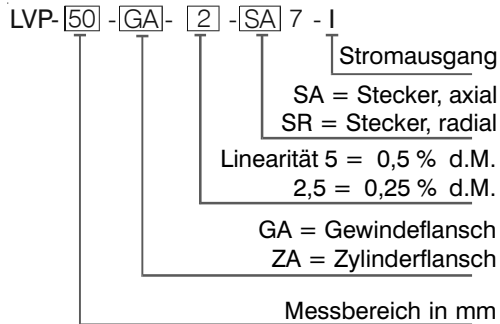 LVP- 50 -GA- 2 -SA 7 - I
Stromausgang
SA = Stecker, axial
SR = Stecker, radial
Linearität 5 = 0,5 % d.M.
2,5 = 0,25 % d.M.
GA = Gewindeflansch
ZA = Zylinderflansch
Messbereich in mm